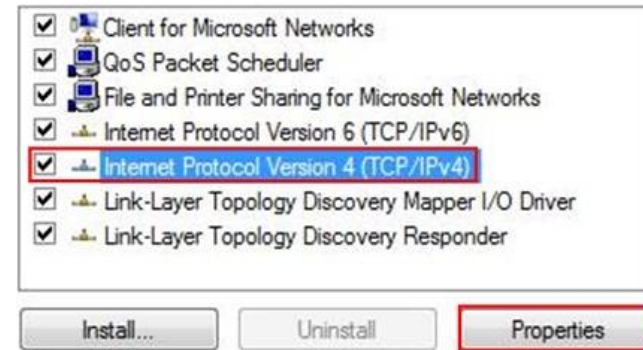 Client for Microsoft Networks
QoS Packet Scheduler
File and Printer Sharing for Microsoft Networks
Internet Protocol Version 6 (TCP/IPv6)
Internet Protocol Version 4 (TCP/IPv4)
Link-Layer Topology Discovery Mapper I/O Driver
Link-Layer Topology Discovery Responder
Install... Uninstall Properties